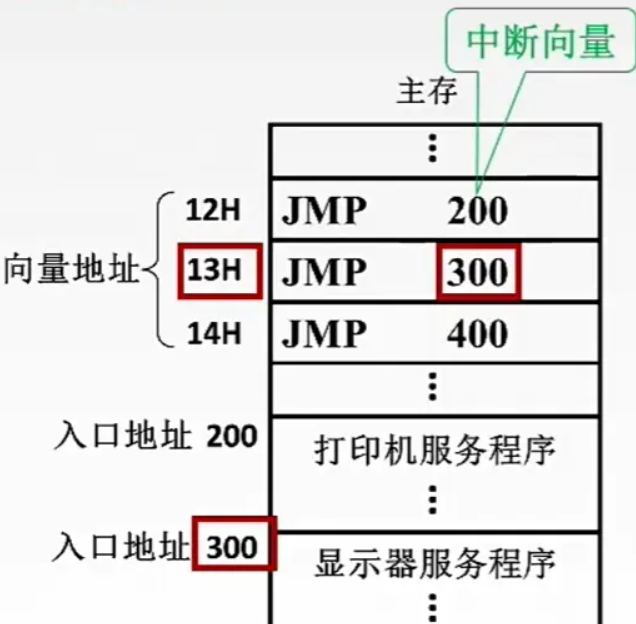 中断向量
主存
⋮
12H JMP 200
向量地址 13H JMP 300
14H JMP 400
⋮
入口地址 200 打印机服务程序
⋮
入口地址 300 显示器服务程序
⋮